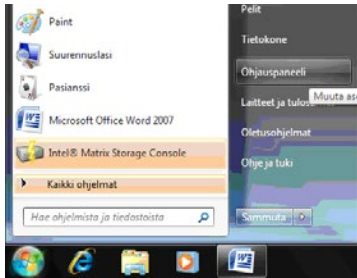 Paint
Suurennuslasi
Pasianssi
Microsoft Office Word 2007
Intel® Matrix Storage Console
Kaikki ohjelmat
Hae ohjelmista ja tiedostoista
Pelit
Tietokone
Ohjauspaneeli
Muuta ase
Laitteet ja tulos
Oletusohjelmat
Ohje ja tuki
Sammuta